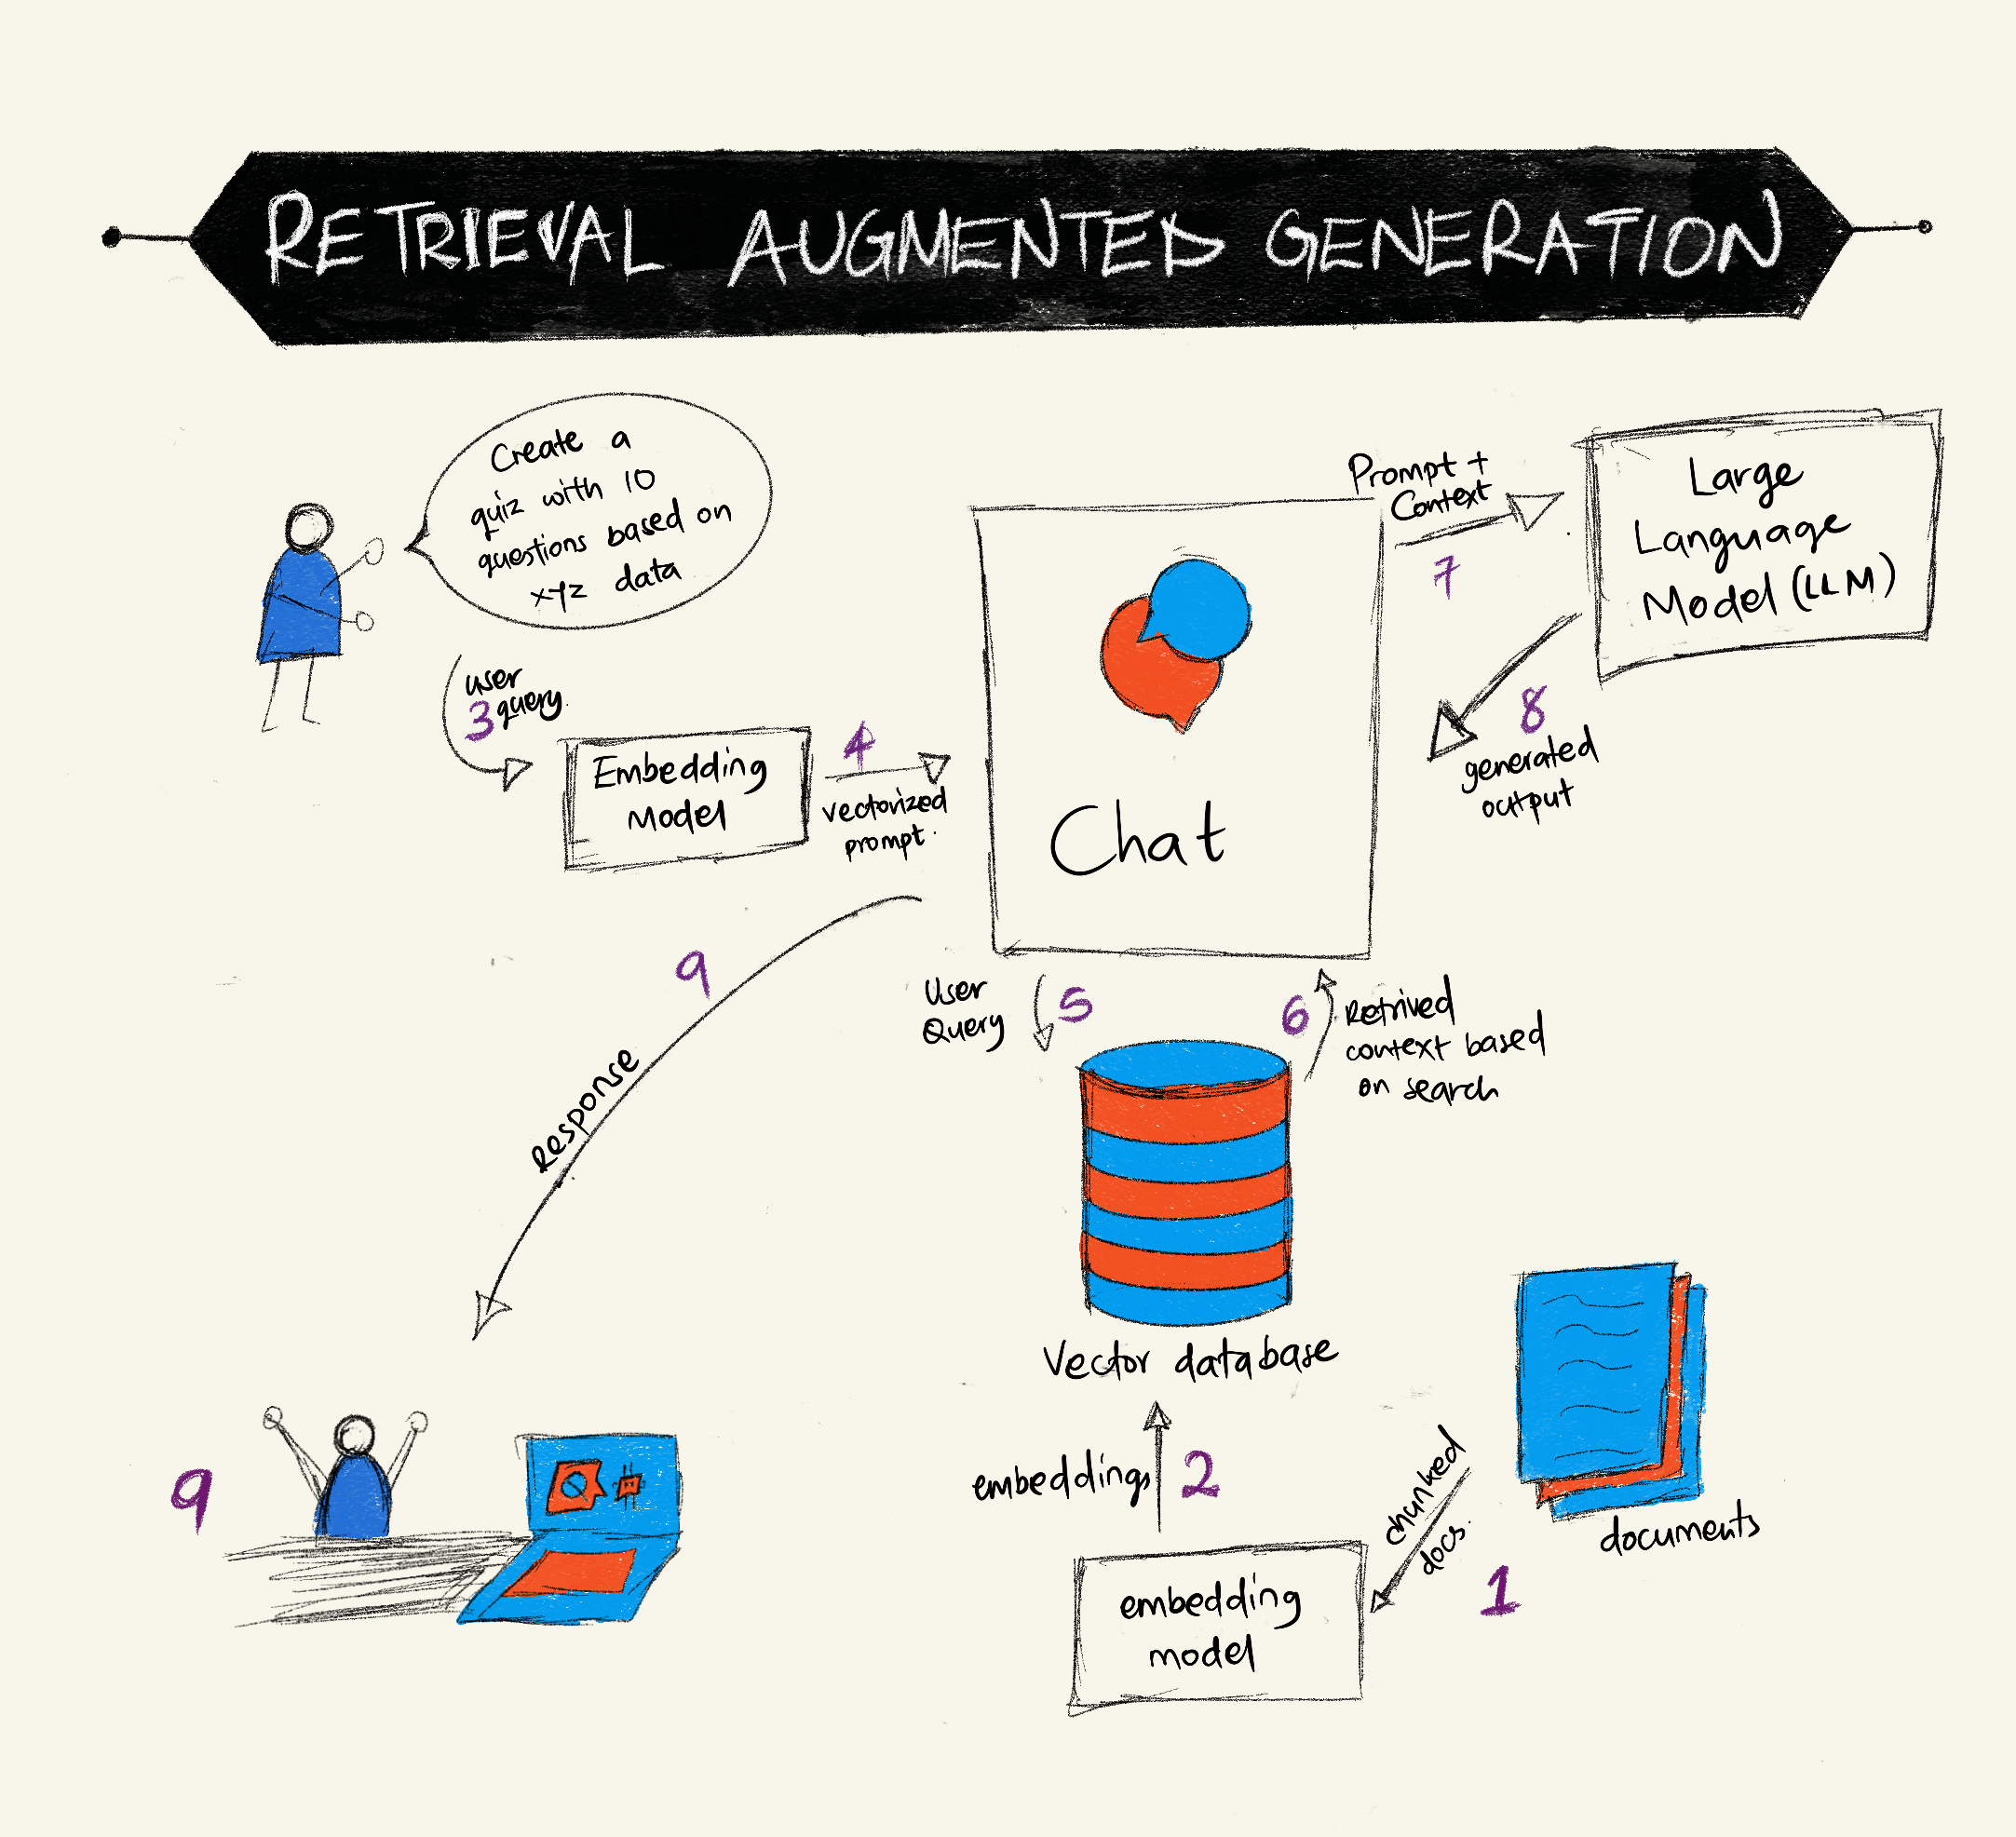 RETRIEVAL AUGMENTED GENERATION
Create a
quiz with 10
questions based on
xyz data
user
query
3
Embedding
Model
4
vectorized
prompt.
Chat
Prompt +
Context
7
Large
Language
Model (LLM)
8
generated
output
9
Response
User
Query
5
6
Retrived
context based
on search
Vector database
embeddings
2
embedding
model
chunked
docs.
1
documents
9